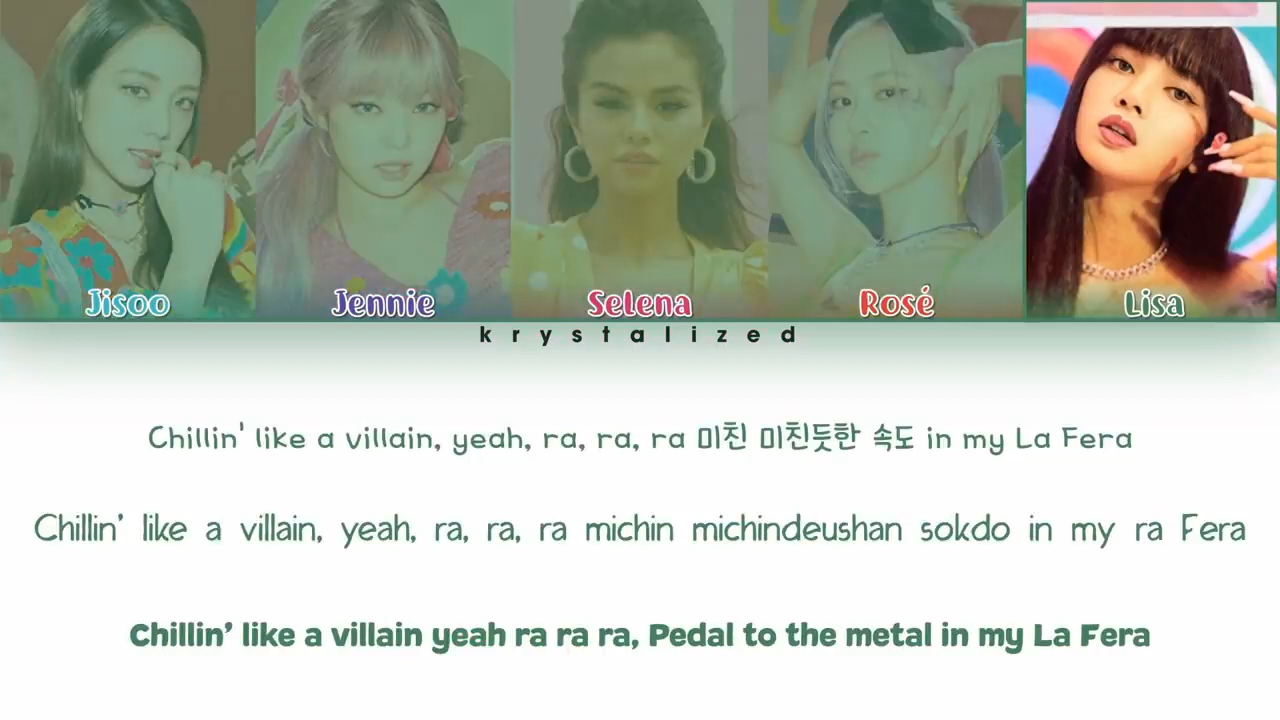 Jisoo Jennie Selena Rosé Lisa
krystalized
Chillin' like a villain, yeah, ra, ra, ra 미친 미친듯한 속도 in my La Fera
Chillin' like a villain, yeah, ra, ra, ra michin michindeushan sokdo in my ra Fera
Chillin' like a villain yeah ra ra ra, Pedal to the metal in my La Fera